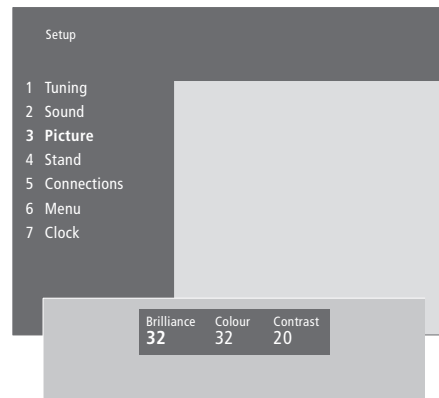 Setup
1 Tuning
2 Sound
3 Picture
4 Stand
5 Connections
6 Menu
7 Clock
Brilliance Colour Contrast
32 32 20